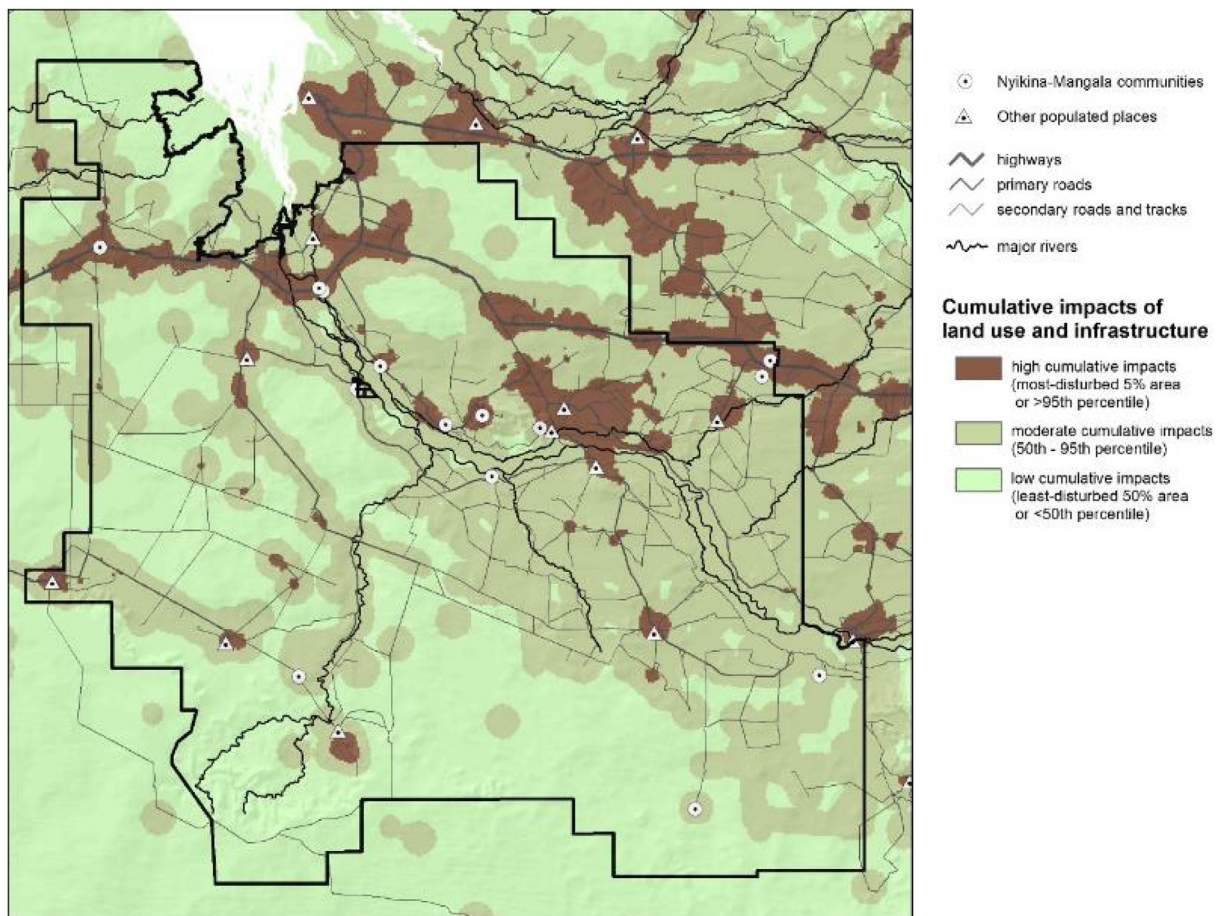 Nyikina-Mangala communities
Other populated places
highways
primary roads
secondary roads and tracks
major rivers
Cumulative impacts of
land use and infrastructure
high cumulative impacts
(most-disturbed 5% area
or >95th percentile)
moderate cumulative impacts
(50th - 95th percentile)
low cumulative impacts
(least-disturbed 50% area
or <50th percentile)